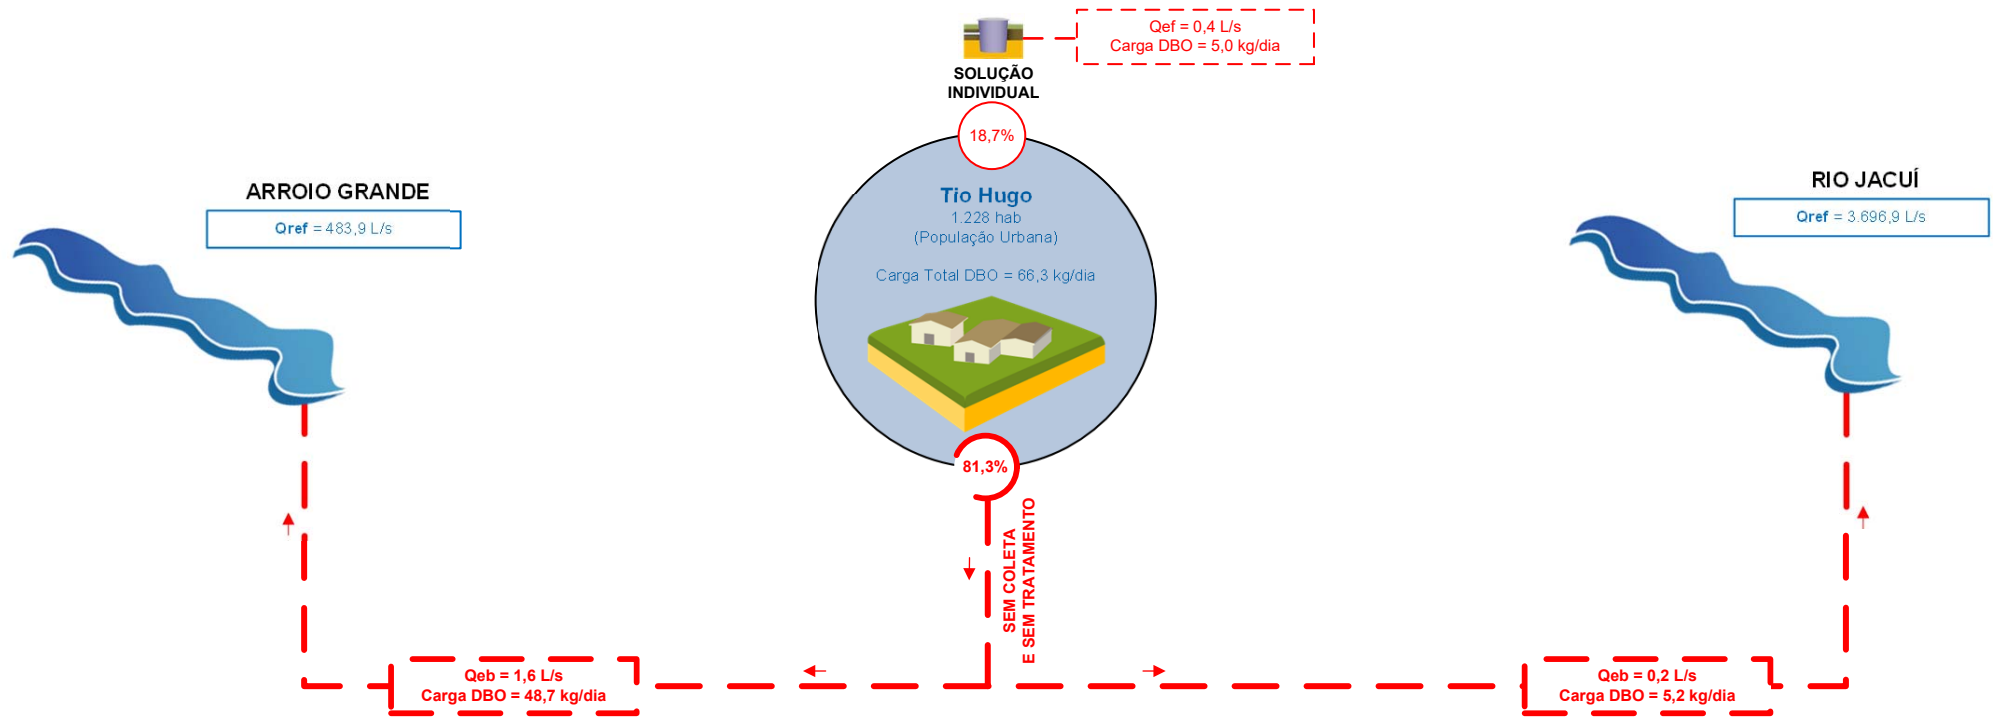 Qef = 0,4 L/s
Carga DBO = 5,0 kg/dia
SOLUÇÃO
INDIVIDUAL
18,7%
ARROIO GRANDE
Qref = 483,9 L/s
Tio Hugo
1.228 hab
(População Urbana)
Carga Total DBO = 66,3 kg/dia
RIO JACUÍ
Qref = 3.696,9 L/s
81,3%
SEM COLETA
E SEM TRATAMENTO
Qeb = 1,6 L/s
Carga DBO = 48,7 kg/dia
Qeb = 0,2 L/s
Carga DBO = 5,2 kg/dia